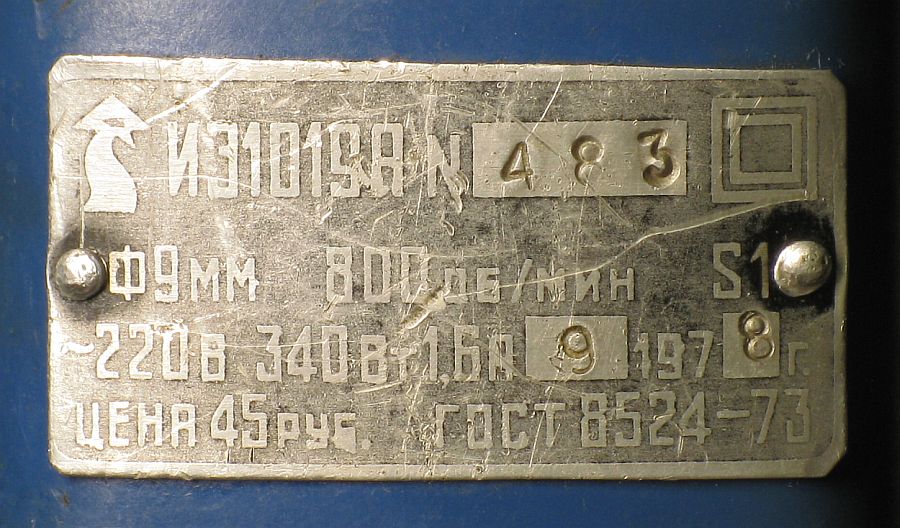 ИЭ1019А N 483
Ф9мм 800об/мин S1
~220в 340Вт 1,6А 9 1978г.
ЦЕНА 45РУБ. ГОСТ 8524-73